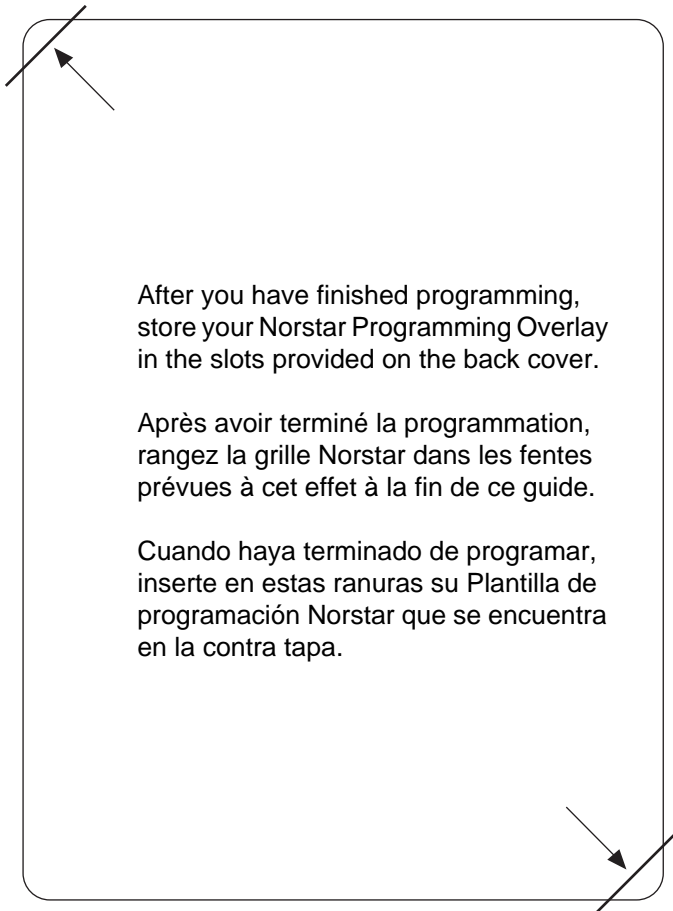 After you have finished programming,
store your Norstar Programming Overlay
in the slots provided on the back cover.
Après avoir terminé la programmation,
rangez la grille Norstar dans les fentes
prévues à cet effet à la fin de ce guide.
Cuando haya terminado de programar,
inserte en estas ranuras su Plantilla de
programación Norstar que se encuentra
en la contra tapa.